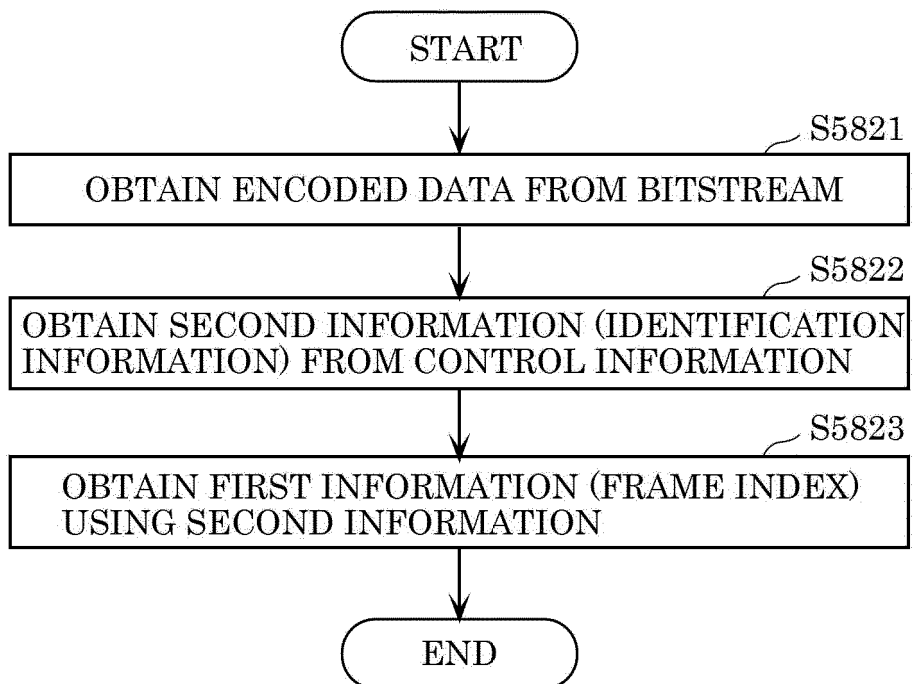 START
S5821
OBTAIN ENCODED DATA FROM BITSTREAM
S5822
OBTAIN SECOND INFORMATION (IDENTIFICATION
INFORMATION) FROM CONTROL INFORMATION
S5823
OBTAIN FIRST INFORMATION (FRAME INDEX)
USING SECOND INFORMATION
END